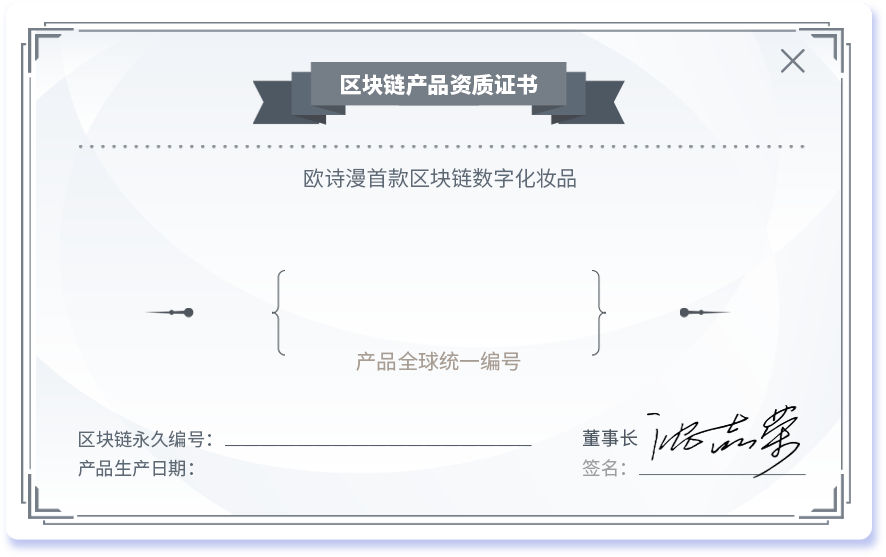 区块链产品资质证书
欧诗漫首款区块链数字化妆品
产品全球统一编号
区块链永久编号：
产品生产日期：
董事长
签名：